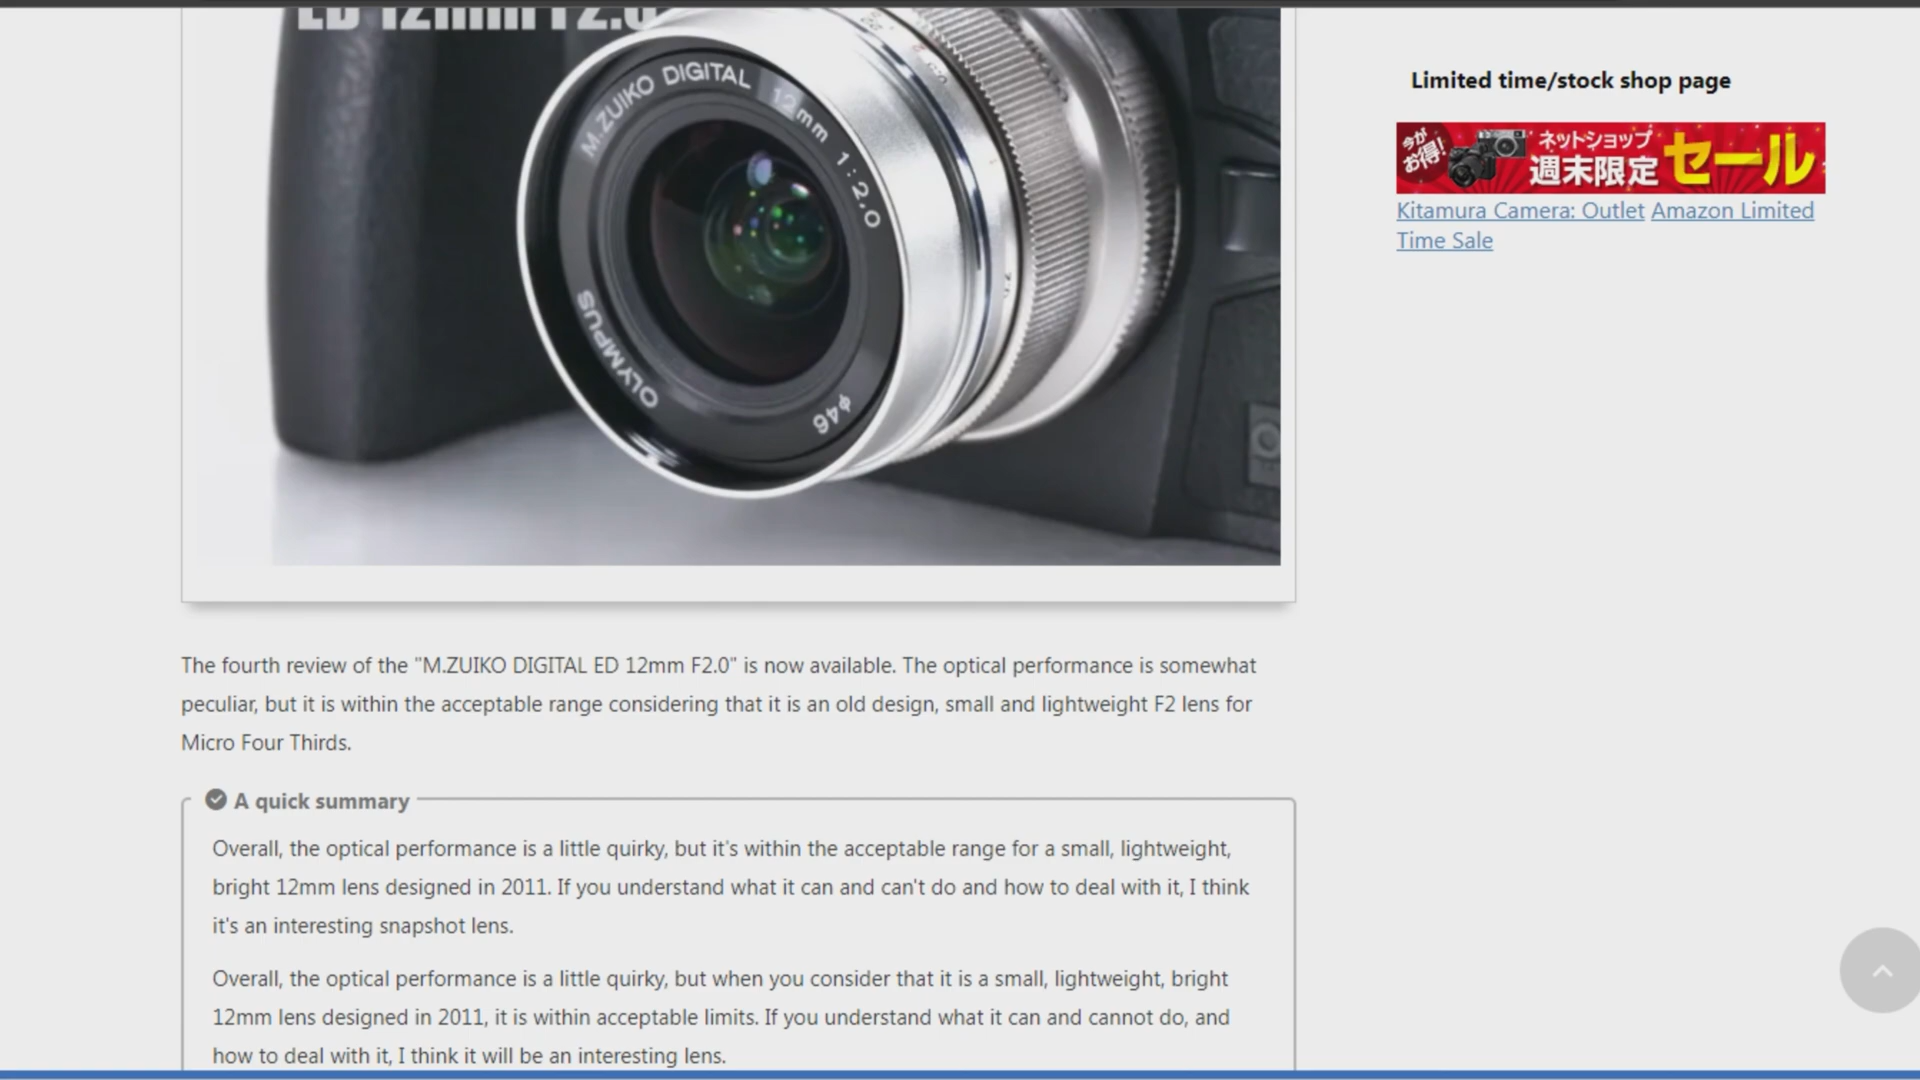 ED 12mm F2.0
M.ZUIKO DIGITAL 12mm 1:2.0
OLYMPUS
φ46
Limited time/stock shop page
今が
お得!
ネットショップ
週末限定
セール
Kitamura Camera: Outlet Amazon Limited
Time Sale
The fourth review of the "M.ZUIKO DIGITAL ED 12mm F2.0" is now available. The optical performance is somewhat
peculiar, but it is within the acceptable range considering that it is an old design, small and lightweight F2 lens for
Micro Four Thirds.
A quick summary
Overall, the optical performance is a little quirky, but it's within the acceptable range for a small, lightweight,
bright 12mm lens designed in 2011. If you understand what it can and can't do and how to deal with it, I think
it's an interesting snapshot lens.
Overall, the optical performance is a little quirky, but when you consider that it is a small, lightweight, bright
12mm lens designed in 2011, it is within acceptable limits. If you understand what it can and cannot do, and
how to deal with it, I think it will be an interesting lens.